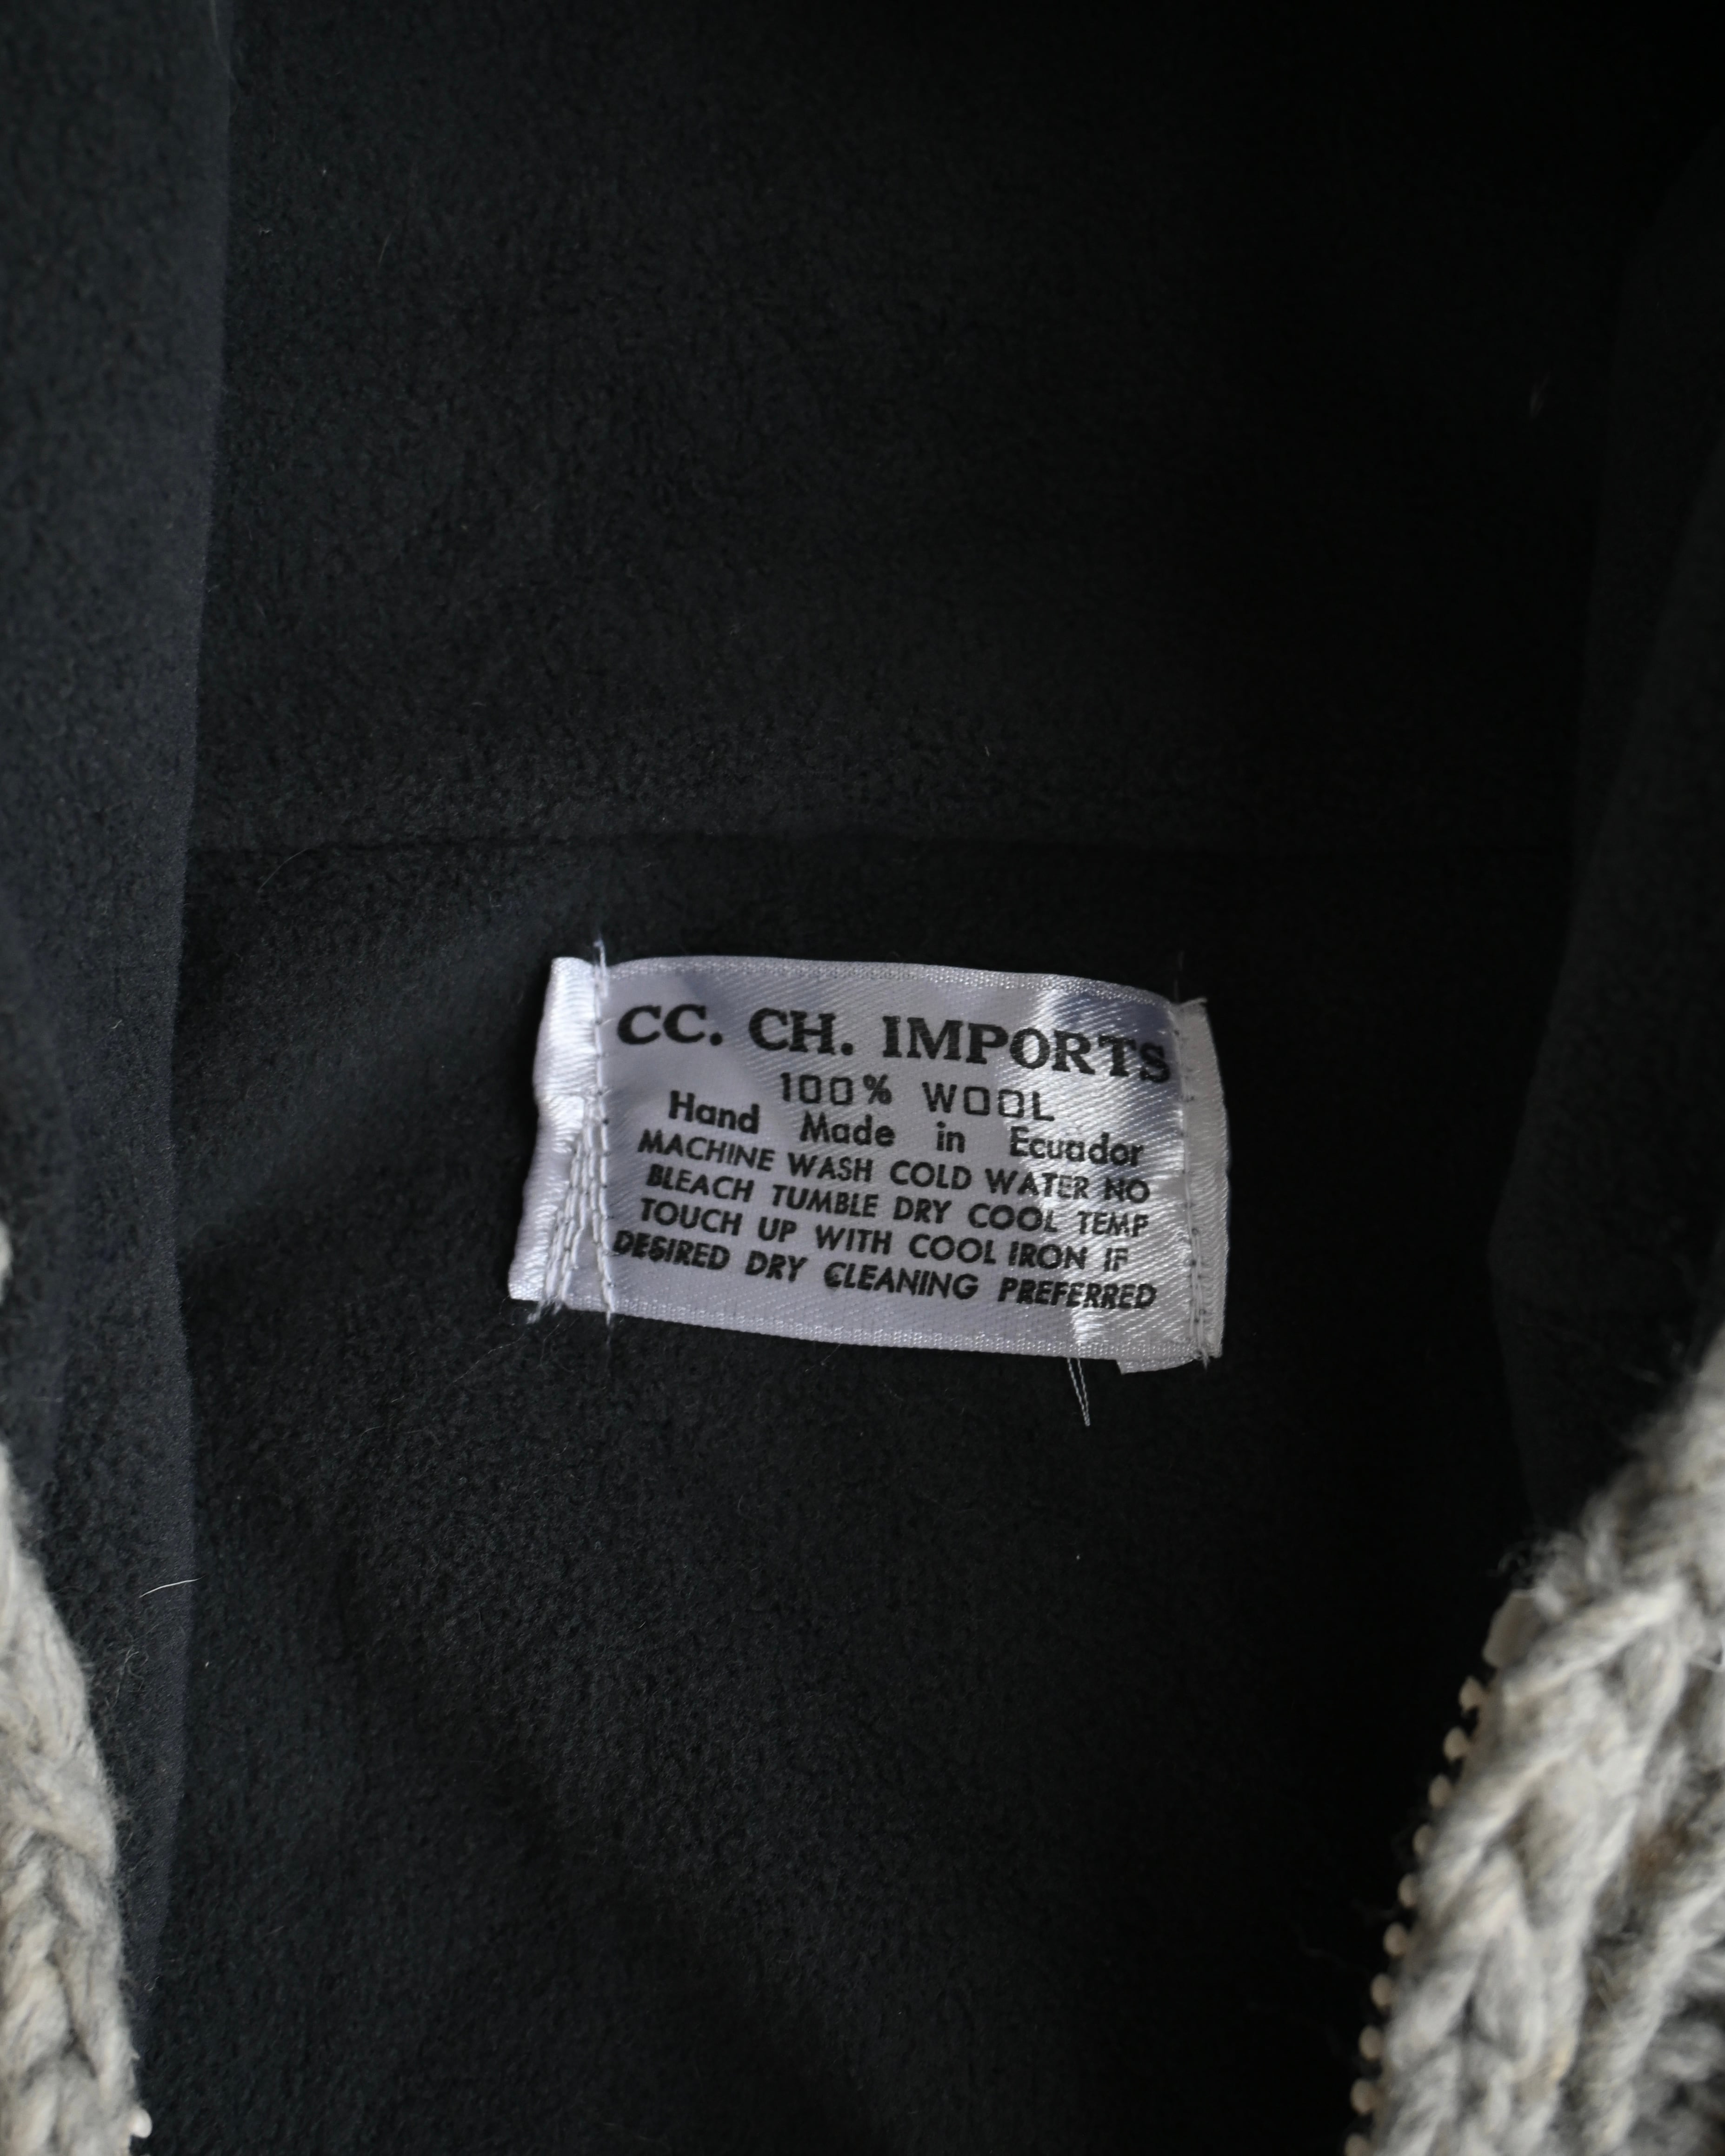 CC. CH. IMPORTS
100% WOOL
Hand Made in Ecuador
MACHINE WASH COLD WATER NO
BLEACH TUMBLE DRY COOL TEMP
TOUCH UP WITH COOL IRON IF
DESIRED DRY CLEANING PREFERRED